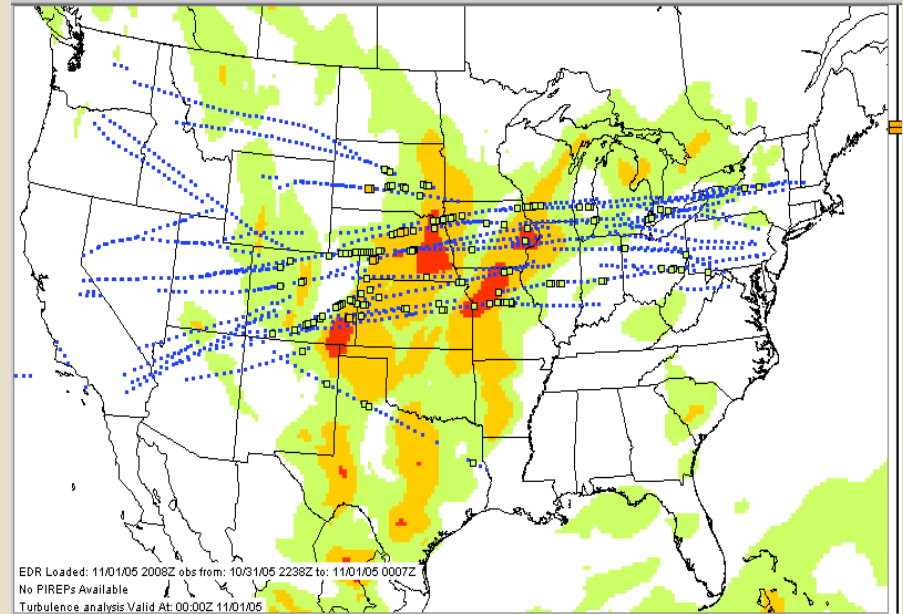 EDR Loaded: 11/01/05 2008Z obs from: 10/31/05 2238Z to: 11/01/05 0007Z
No PIREPs Available
Turbulence analysis Valid At: 00:00Z 11/01/05